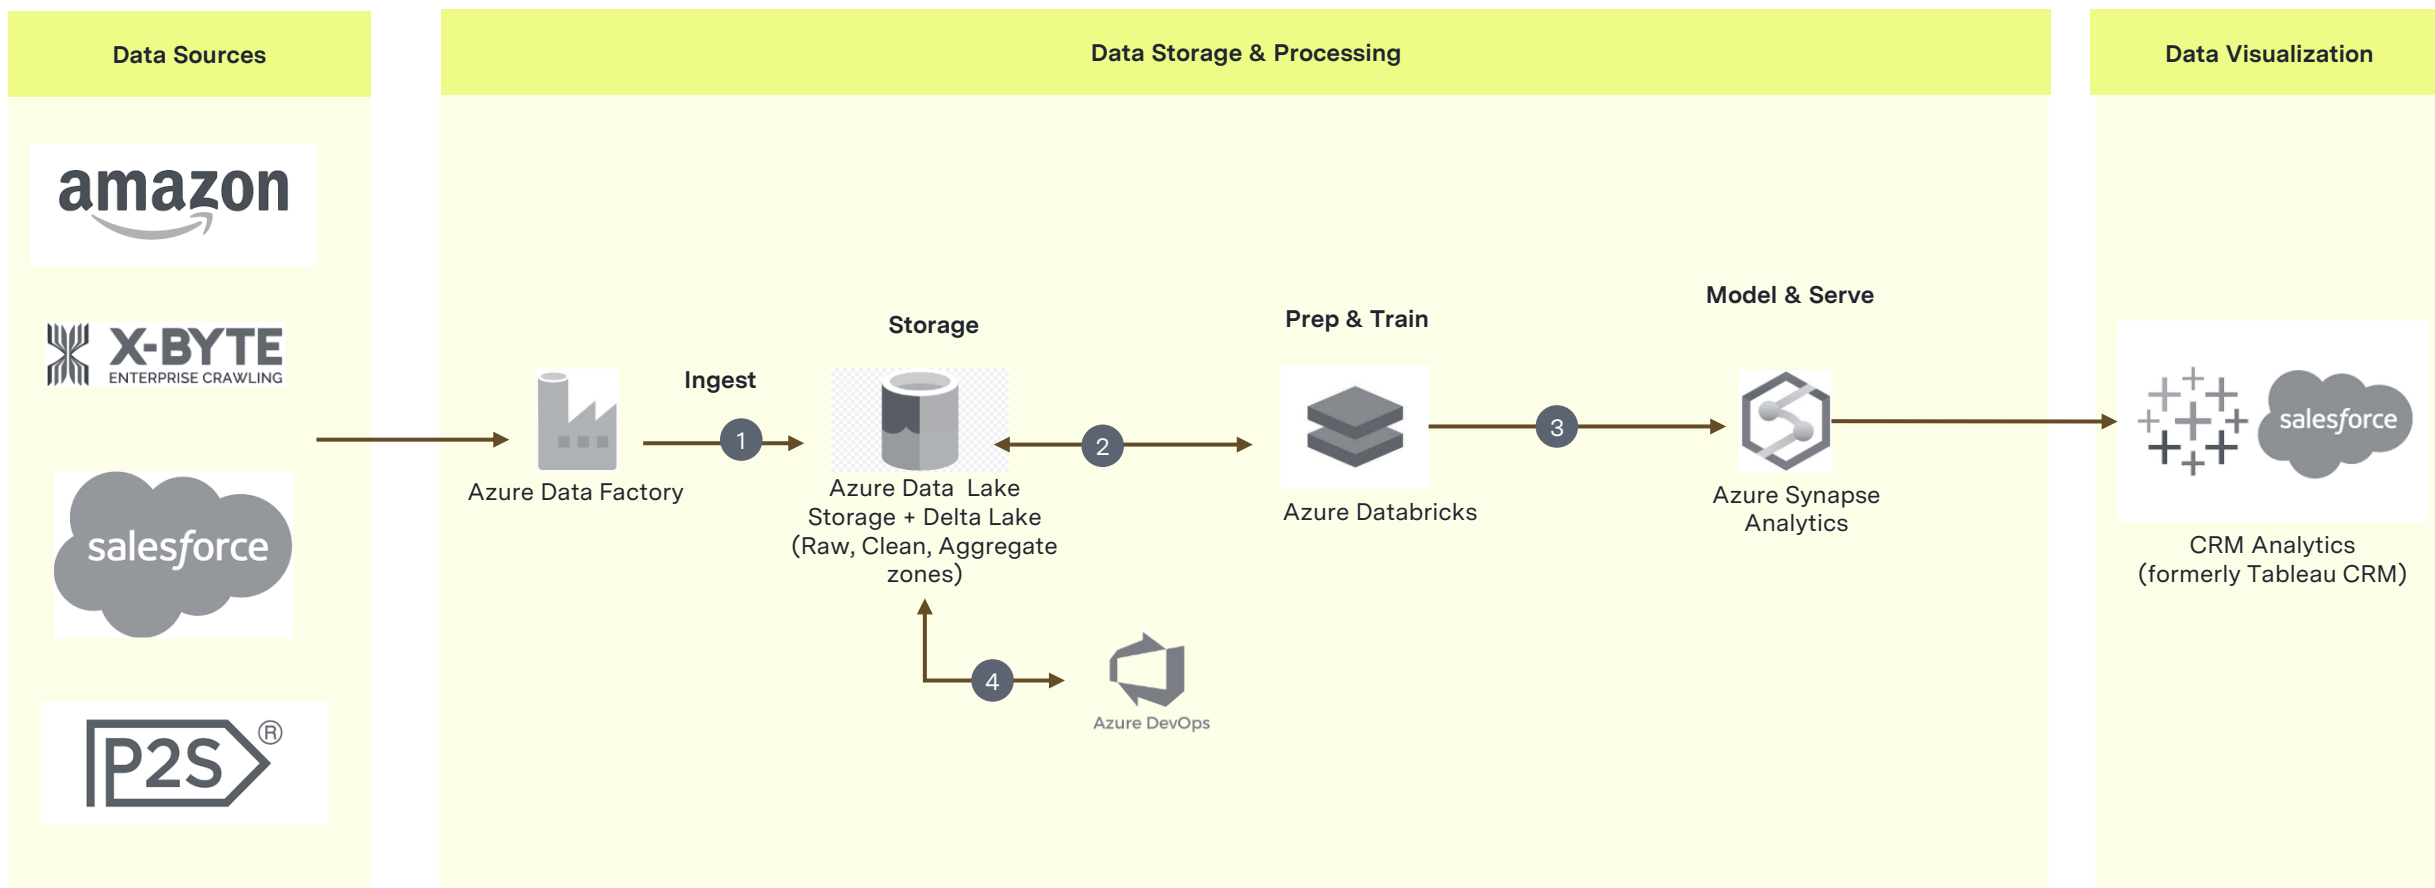 Data Sources
Data Storage & Processing
Data Visualization
amazon
X-BYTE
ENTERPRISE CRAWLING
salesforce
P2S®
Azure Data Factory
Ingest
1
Storage
Azure Data Lake
Storage + Delta Lake
(Raw, Clean, Aggregate
zones)
2
Prep & Train
Azure Databricks
3
Model & Serve
Azure Synapse
Analytics
4
Azure DevOps
salesforce
CRM Analytics
(formerly Tableau CRM)